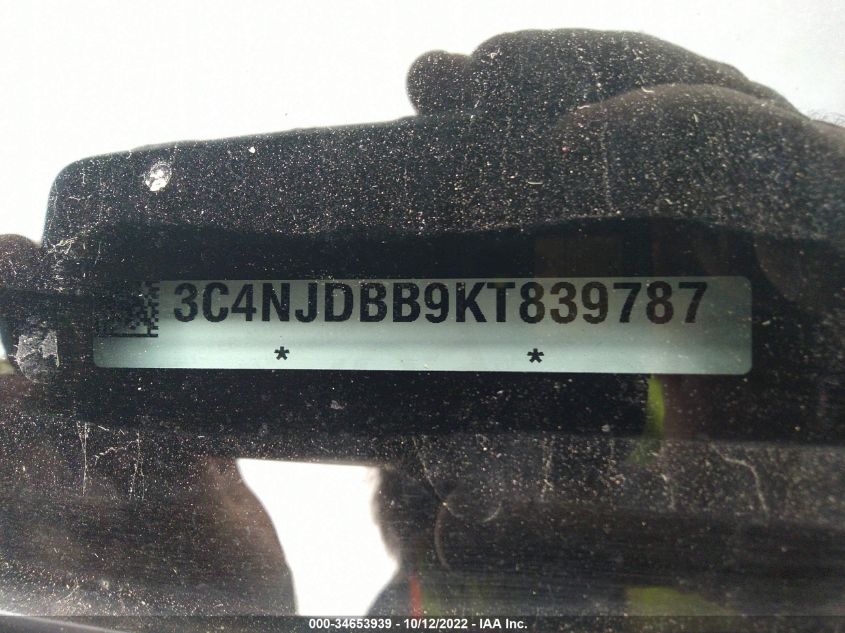 3C4NJDBB9KT839787
* *
000-34653939 - 10/12/2022 - IAA Inc.